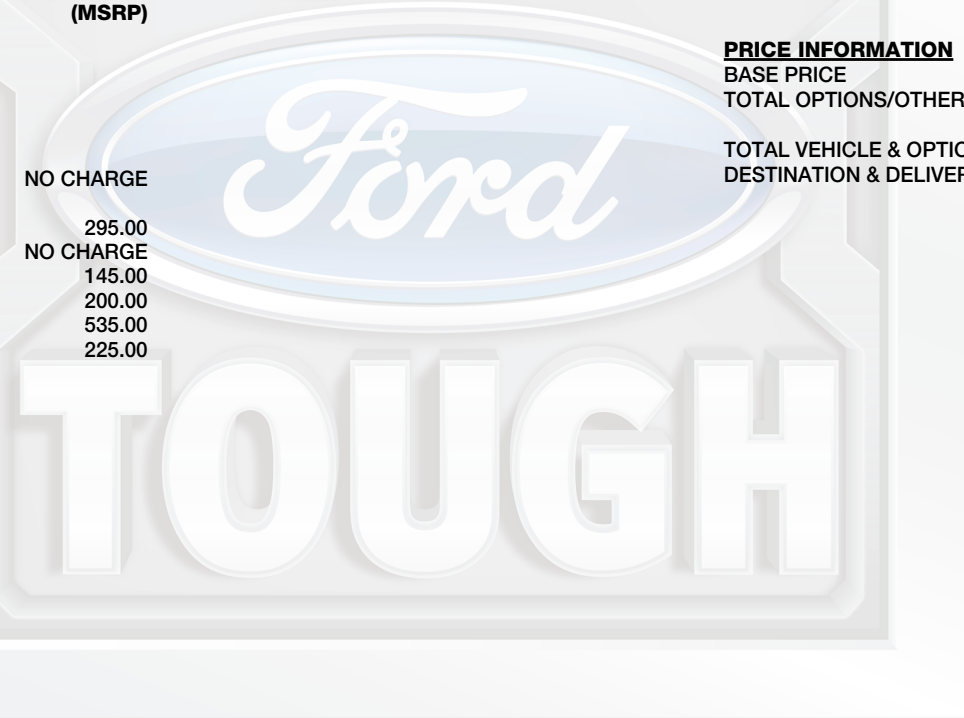 (MSRP)
NO CHARGE
295.00
NO CHARGE
145.00
200.00
535.00
225.00
PRICE INFORMATION
BASE PRICE
TOTAL OPTIONS/OTHER
TOTAL VEHICLE & OPTIO
DESTINATION & DELIVER
Ford
TOUGH